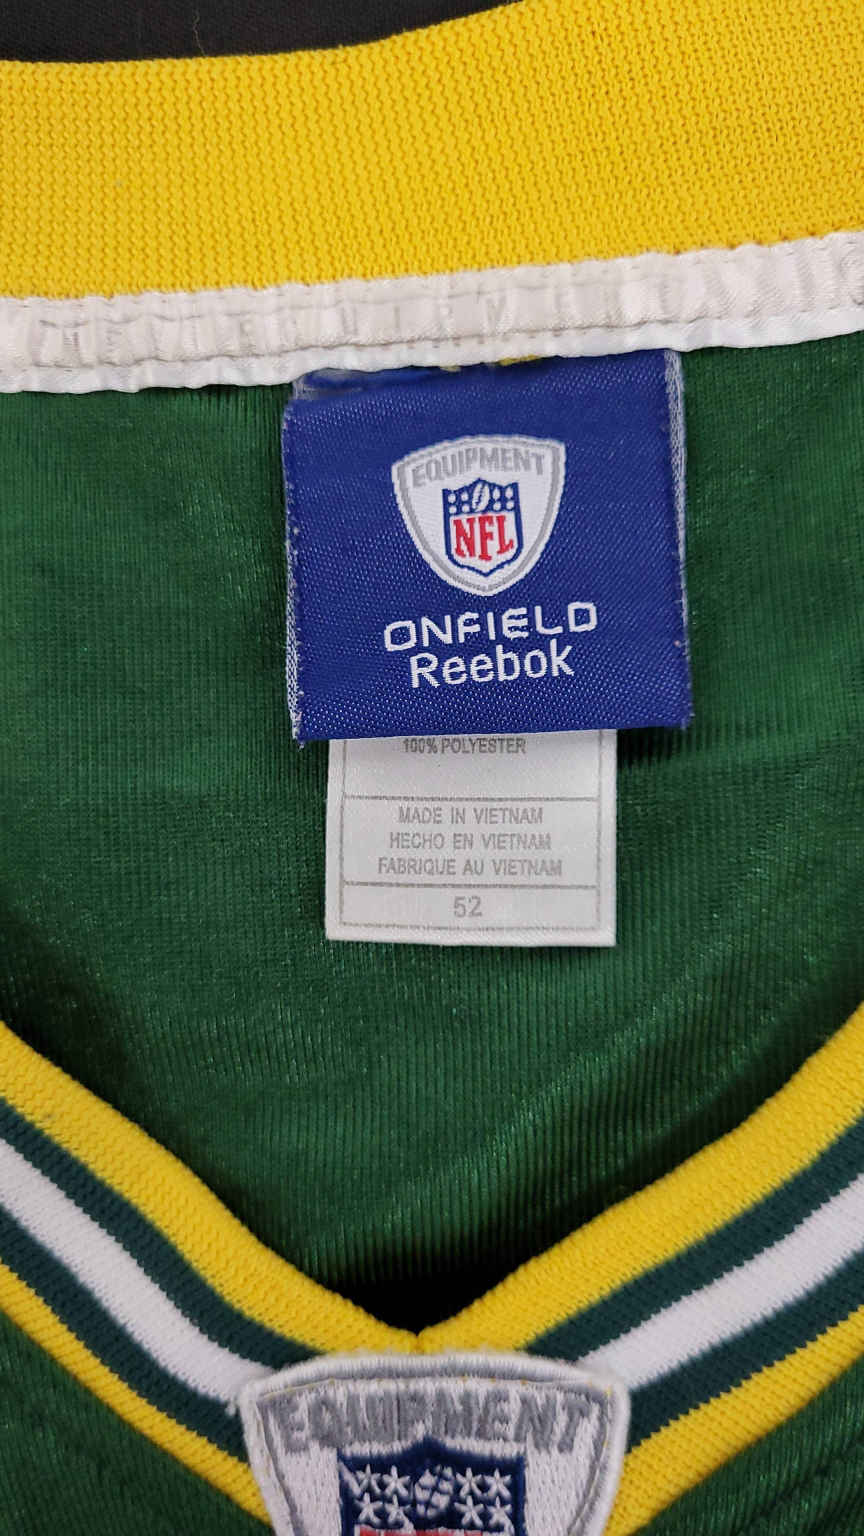 EQUIPMENT
NFL
ONFIELD
Reebok
100% POLYESTER
MADE IN VIETNAM
HECHO EN VIETNAM
FABRIQUE AU VIETNAM
52
EQUIPMENT